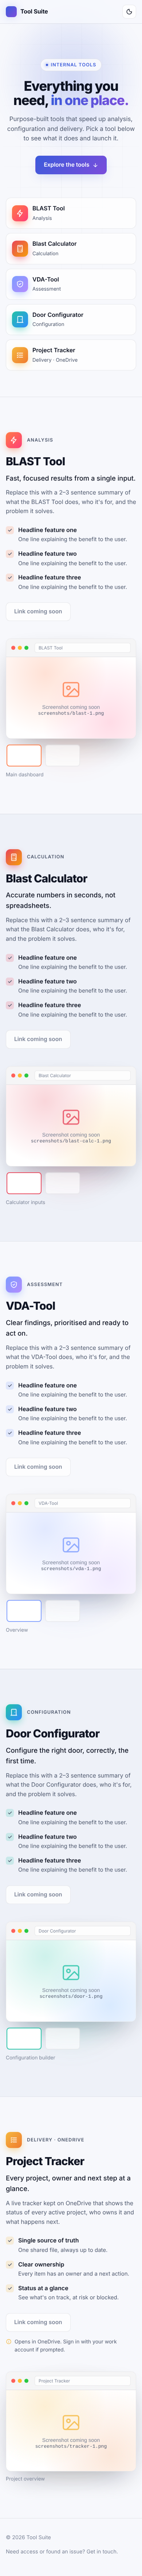 Tool Suite
INTERNAL TOOLS
Everything you
need, in one place.
Purpose-built tools that speed up analysis,
configuration and delivery. Pick a tool below
to see what it does and launch it.
Explore the tools ↓
BLAST Tool
Analysis
Blast Calculator
Calculation
VDA-Tool
Assessment
Door Configurator
Configuration
Project Tracker
Delivery · OneDrive
ANALYSIS
BLAST Tool
Fast, focused results from a single input.
Replace this with a 2–3 sentence summary of
what the BLAST Tool does, who it's for, and the
problem it solves.
Headline feature one
One line explaining the benefit to the user.
Headline feature two
One line explaining the benefit to the user.
Headline feature three
One line explaining the benefit to the user.
Link coming soon
BLAST Tool
Screenshot coming soon
screenshots/blast-1.png
Main dashboard
CALCULATION
Blast Calculator
Accurate numbers in seconds, not
spreadsheets.
Replace this with a 2–3 sentence summary of
what the Blast Calculator does, who it's for,
and the problem it solves.
Headline feature one
One line explaining the benefit to the user.
Headline feature two
One line explaining the benefit to the user.
Headline feature three
One line explaining the benefit to the user.
Link coming soon
Blast Calculator
Screenshot coming soon
screenshots/blast-calc-1.png
Calculator inputs
ASSESSMENT
VDA-Tool
Clear findings, prioritised and ready to
act on.
Replace this with a 2–3 sentence summary of
what the VDA-Tool does, who it's for, and the
problem it solves.
Headline feature one
One line explaining the benefit to the user.
Headline feature two
One line explaining the benefit to the user.
Headline feature three
One line explaining the benefit to the user.
Link coming soon
VDA-Tool
Screenshot coming soon
screenshots/vda-1.png
Overview
CONFIGURATION
Door Configurator
Configure the right door, correctly, the
first time.
Replace this with a 2–3 sentence summary of
what the Door Configurator does, who it's for,
and the problem it solves.
Headline feature one
One line explaining the benefit to the user.
Headline feature two
One line explaining the benefit to the user.
Headline feature three
One line explaining the benefit to the user.
Link coming soon
Door Configurator
Screenshot coming soon
screenshots/door-1.png
Configuration builder
DELIVERY · ONEDRIVE
Project Tracker
Every project, owner and next step at a
glance.
A live tracker kept on OneDrive that shows the
status of every active project, who owns it and
what happens next.
Single source of truth
One shared file, always up to date.
Clear ownership
Every item has an owner and a next action.
Status at a glance
See what's on track, at risk or blocked.
Link coming soon
Opens in OneDrive. Sign in with your work
account if prompted.
Project Tracker
Screenshot coming soon
screenshots/tracker-1.png
Project overview
© 2026 Tool Suite
Need access or found an issue? Get in touch.